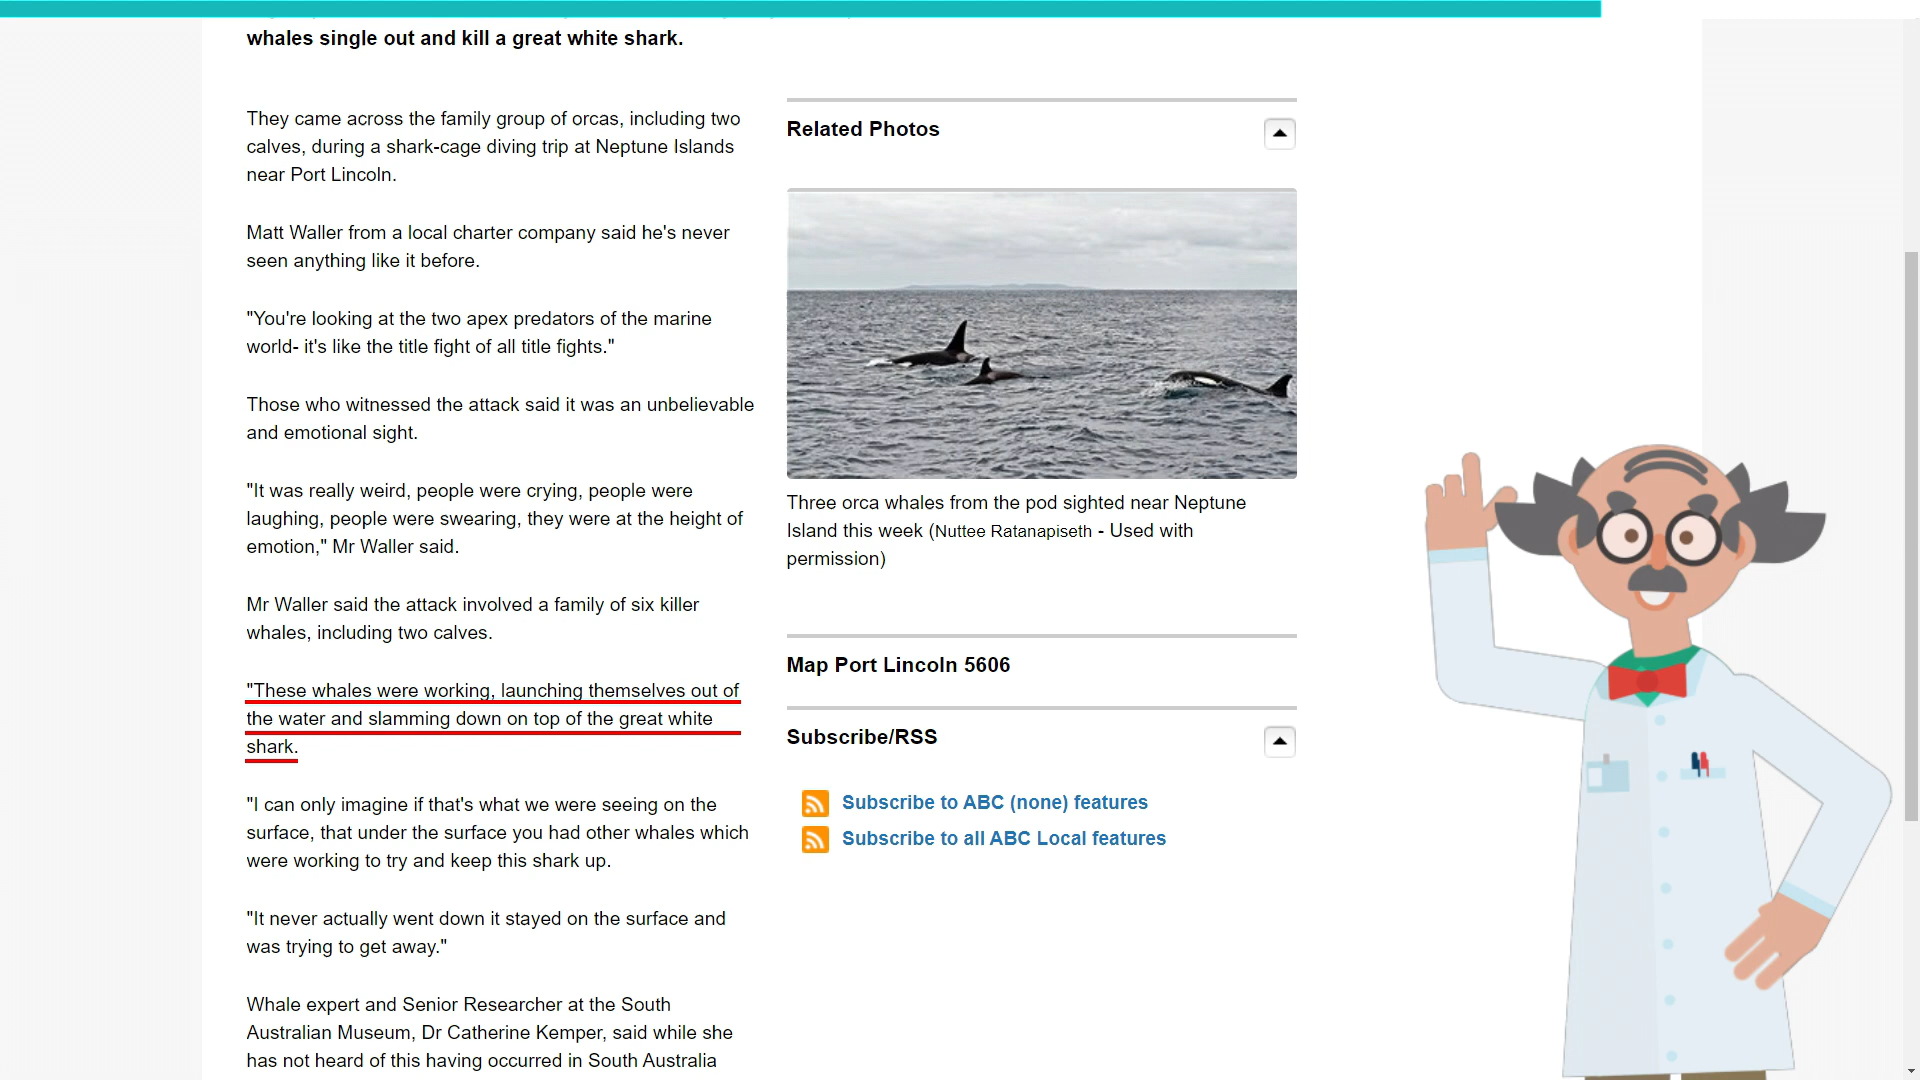 whales single out and kill a great white shark.
They came across the family group of orcas, including two
calves, during a shark-cage diving trip at Neptune Islands
near Port Lincoln.
Matt Waller from a local charter company said he's never
seen anything like it before.
"You're looking at the two apex predators of the marine
world- it's like the title fight of all title fights."
Those who witnessed the attack said it was an unbelievable
and emotional sight.
"It was really weird, people were crying, people were
laughing, people were swearing, they were at the height of
emotion," Mr Waller said.
Mr Waller said the attack involved a family of six killer
whales, including two calves.
"These whales were working, launching themselves out of
the water and slamming down on top of the great white
shark.
"I can only imagine if that's what we were seeing on the
surface, that under the surface you had other whales which
were working to try and keep this shark up.
"It never actually went down it stayed on the surface and
was trying to get away."
Whale expert and Senior Researcher at the South
Australian Museum, Dr Catherine Kemper, said while she
has not heard of this having occurred in South Australia
Related Photos
Three orca whales from the pod sighted near Neptune
Island this week (Nuttee Ratanapiseth - Used with
permission)
Map Port Lincoln 5606
Subscribe/RSS
Subscribe to ABC (none) features
Subscribe to all ABC Local features